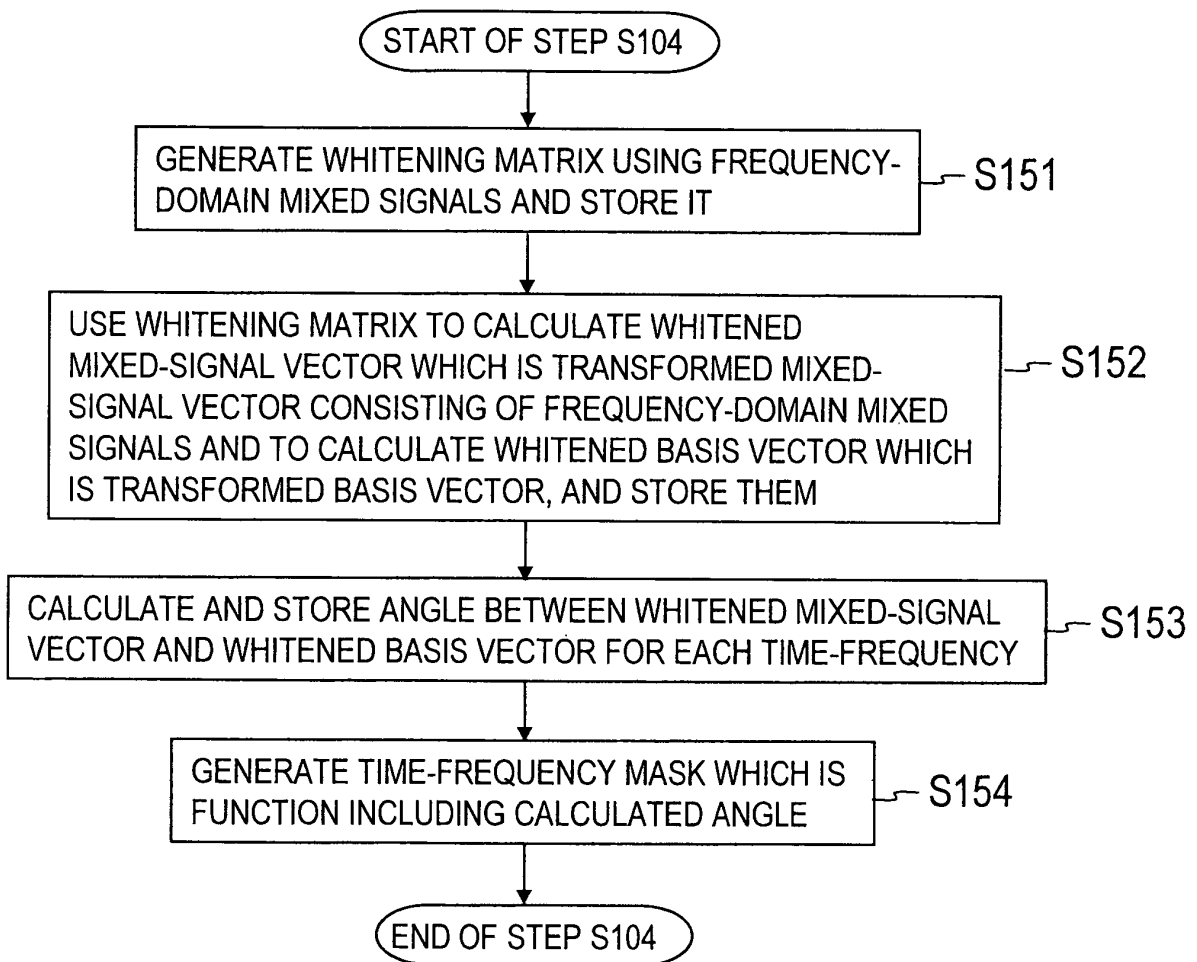 START OF STEP S104
GENERATE WHITENING MATRIX USING FREQUENCY-
DOMAIN MIXED SIGNALS AND STORE IT
S151
USE WHITENING MATRIX TO CALCULATE WHITENED
MIXED-SIGNAL VECTOR WHICH IS TRANSFORMED MIXED-
SIGNAL VECTOR CONSISTING OF FREQUENCY-DOMAIN MIXED
SIGNALS AND TO CALCULATE WHITENED BASIS VECTOR WHICH
IS TRANSFORMED BASIS VECTOR, AND STORE THEM
S152
CALCULATE AND STORE ANGLE BETWEEN WHITENED MIXED-SIGNAL
VECTOR AND WHITENED BASIS VECTOR FOR EACH TIME-FREQUENCY
S153
GENERATE TIME-FREQUENCY MASK WHICH IS
FUNCTION INCLUDING CALCULATED ANGLE
S154
END OF STEP S104